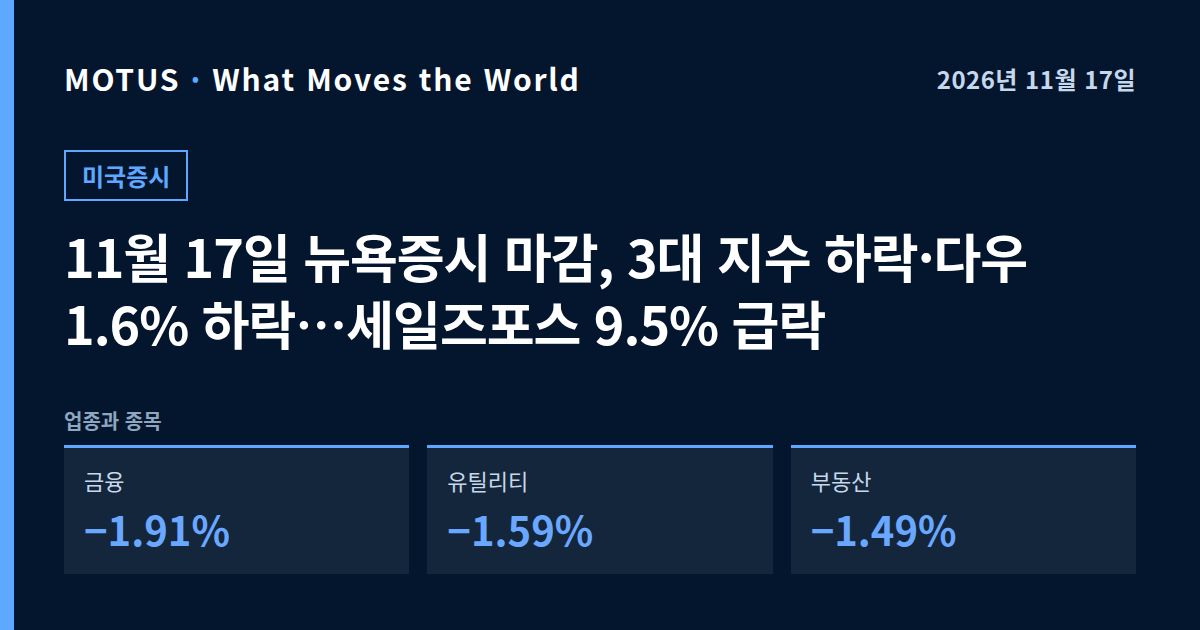 MOTUS · What Moves the World
2026년 11월 17일
미국증시
11월 17일 뉴욕증시 마감, 3대 지수 하락·다우
1.6% 하락…세일즈포스 9.5% 급락
업종과 종목
금융
−1.91%
유틸리티
−1.59%
부동산
−1.49%